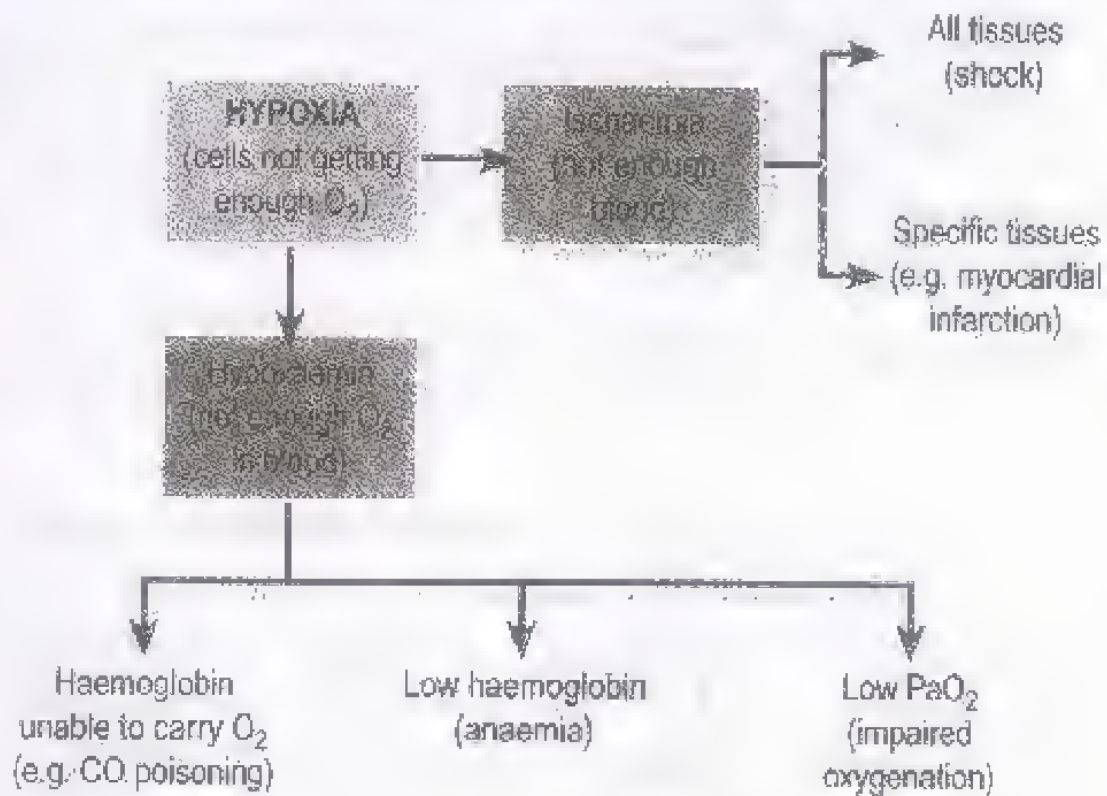 All tissues
(shock)
HYPOXIA
(cells not getting
enough O₂)
Ischaemia
(not enough
blood)
Specific tissues
(e.g. myocardial
infarction)
Hypoxaemia
(not enough O₂
in blood)
Haemoglobin
unable to carry O₂
(e.g. CO poisoning)
Low haemoglobin
(anaemia)
Low PaO₂
(impaired
oxygenation)